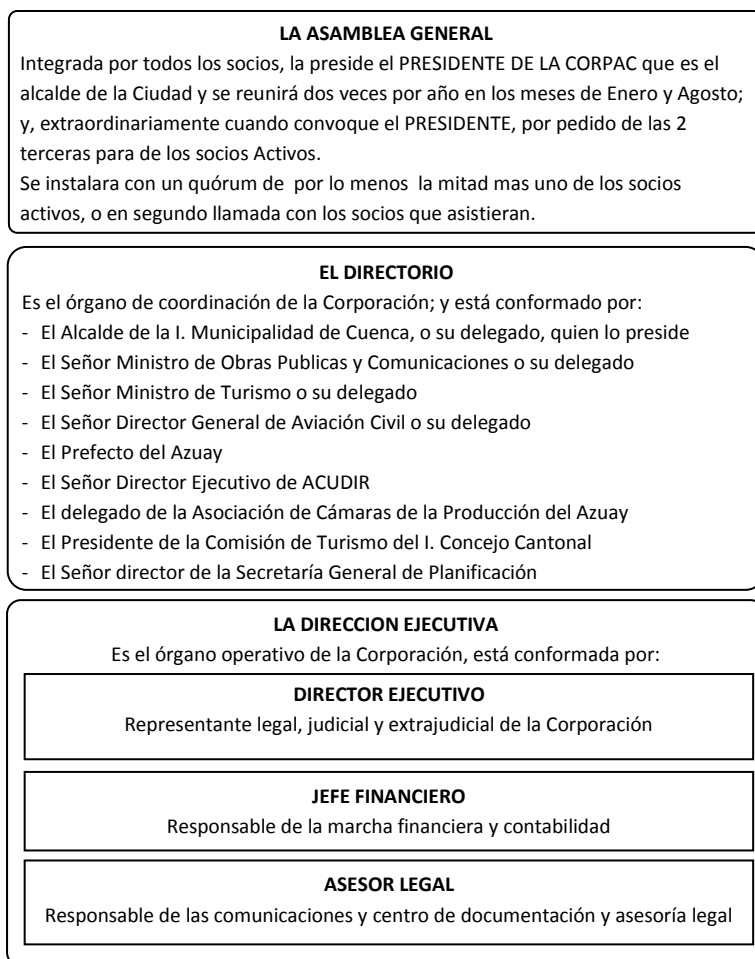 LA ASAMBLEA GENERAL
Integrada por todos los socios, la preside el PRESIDENTE DE LA CORPAC que es el
alcalde de la Ciudad y se reunirá dos veces por año en los meses de Enero y Agosto;
y, extraordinariamente cuando convoque el PRESIDENTE, por pedido de las 2
terceras para de los socios Activos.
Se instalara con un quórum de por lo menos la mitad mas uno de los socios
activos, o en segundo llamada con los socios que asistieran.
EL DIRECTORIO
Es el órgano de coordinación de la Corporación; y está conformado por:
- El Alcalde de la I. Municipalidad de Cuenca, o su delegado, quien lo preside
- El Señor Ministro de Obras Publicas y Comunicaciones o su delegado
- El Señor Ministro de Turismo o su delegado
- El Señor Director General de Aviación Civil o su delegado
- El Prefecto del Azuay
- El Señor Director Ejecutivo de ACUDIR
- El delegado de la Asociación de Cámaras de la Producción del Azuay
- El Presidente de la Comisión de Turismo del I. Concejo Cantonal
- El Señor director de la Secretaría General de Planificación
LA DIRECCION EJECUTIVA
Es el órgano operativo de la Corporación, está conformada por:
DIRECTOR EJECUTIVO
Representante legal, judicial y extrajudicial de la Corporación
JEFE FINANCIERO
Responsable de la marcha financiera y contabilidad
ASESOR LEGAL
Responsable de las comunicaciones y centro de documentación y asesoría legal